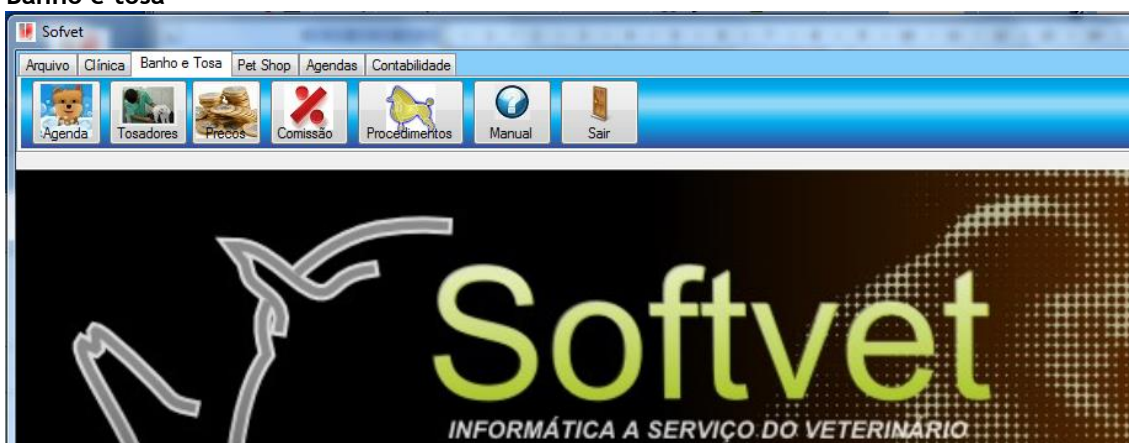 Banho e tosa
Sofvet
Arquivo Clínica Banho e Tosa Pet Shop Agendas Contabilidade
Agenda Tosadores Precos Comissão Procedimentos Manual Sair
Softvet
INFORMÁTICA A SERVIÇO DO VETERINÁRIO